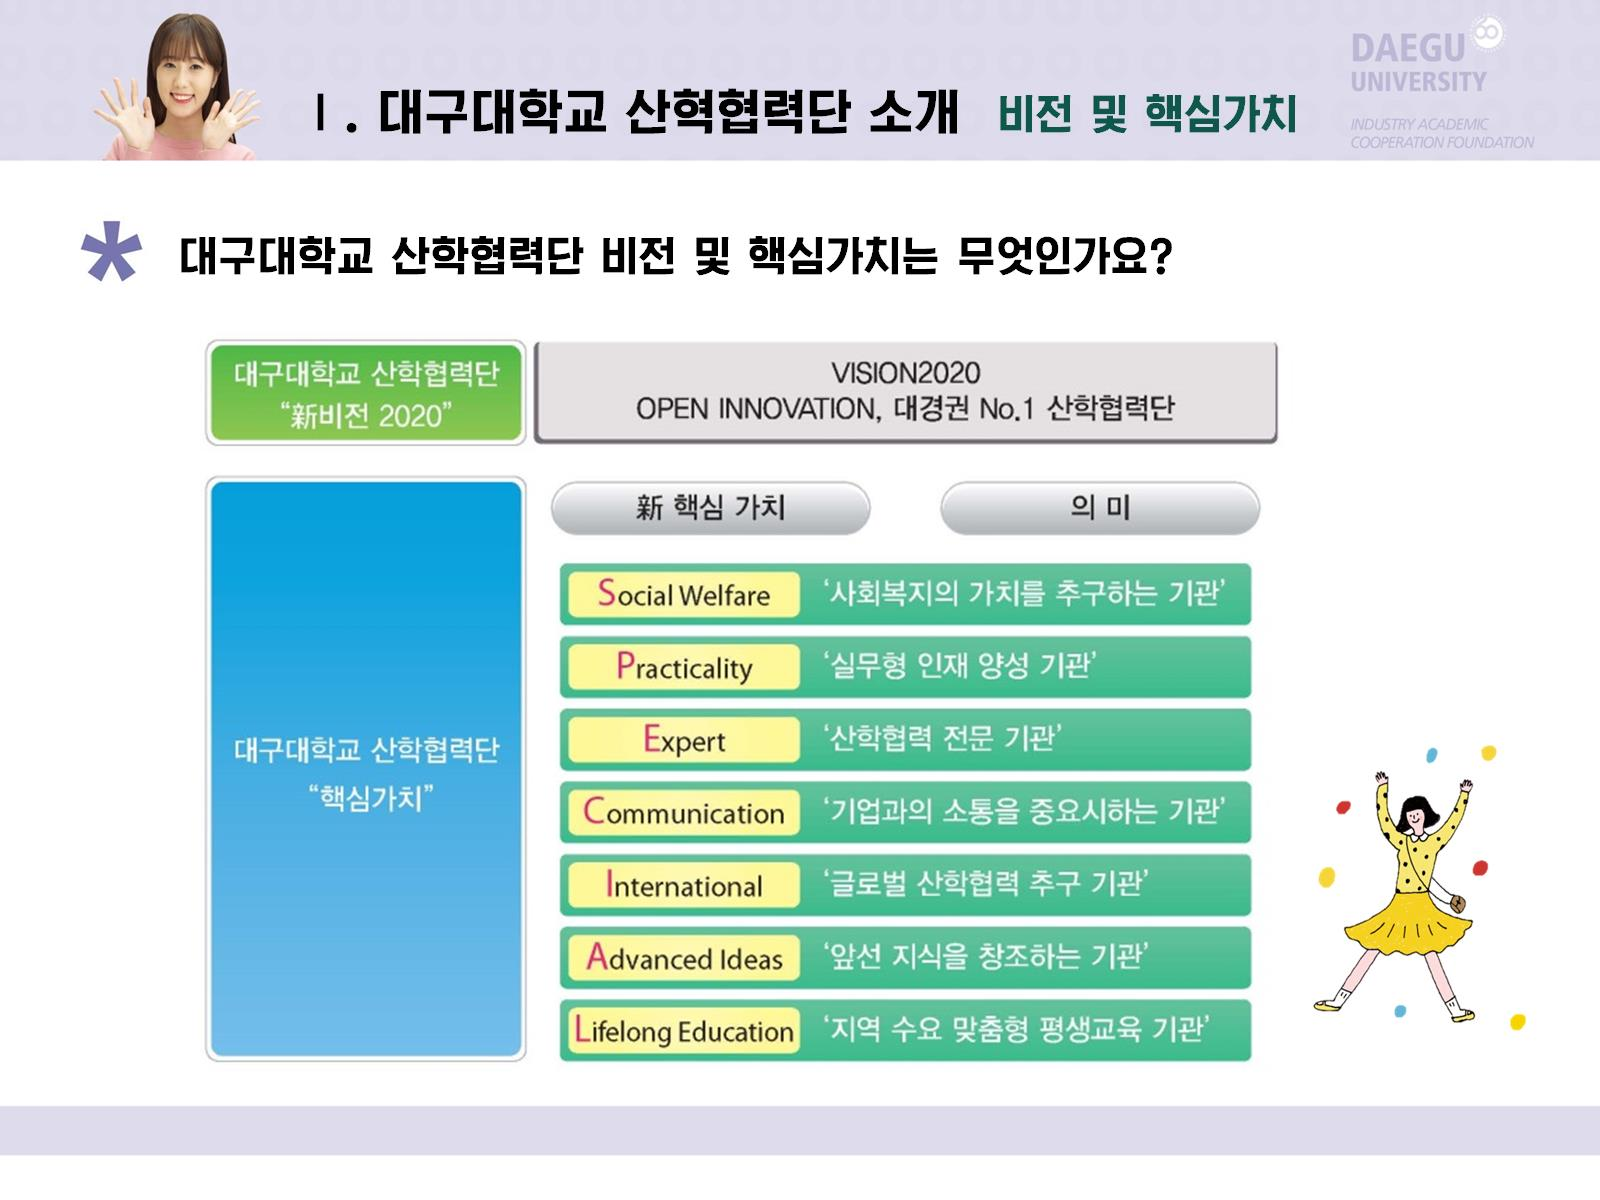 Ⅰ. 대구대학교 산혁협력단 소개 비전 및 핵심가치
DAEGU
UNIVERSITY
INDUSTRY ACADEMIC
COOPERATION FOUNDATION
* 대구대학교 산학협력단 비전 및 핵심가치는 무엇인가요?
대구대학교 산학협력단
“新비전 2020”
VISION2020
OPEN INNOVATION, 대경권 No.1 산학협력단
대구대학교 산학협력단
“핵심가치”
新 핵심 가치 의 미
Social Welfare ‘사회복지의 가치를 추구하는 기관’
Practicality ‘실무형 인재 양성 기관’
Expert ‘산학협력 전문 기관’
Communication ‘기업과의 소통을 중요시하는 기관’
International ‘글로벌 산학협력 추구 기관’
Advanced Ideas ‘앞선 지식을 창조하는 기관’
Lifelong Education ‘지역 수요 맞춤형 평생교육 기관’